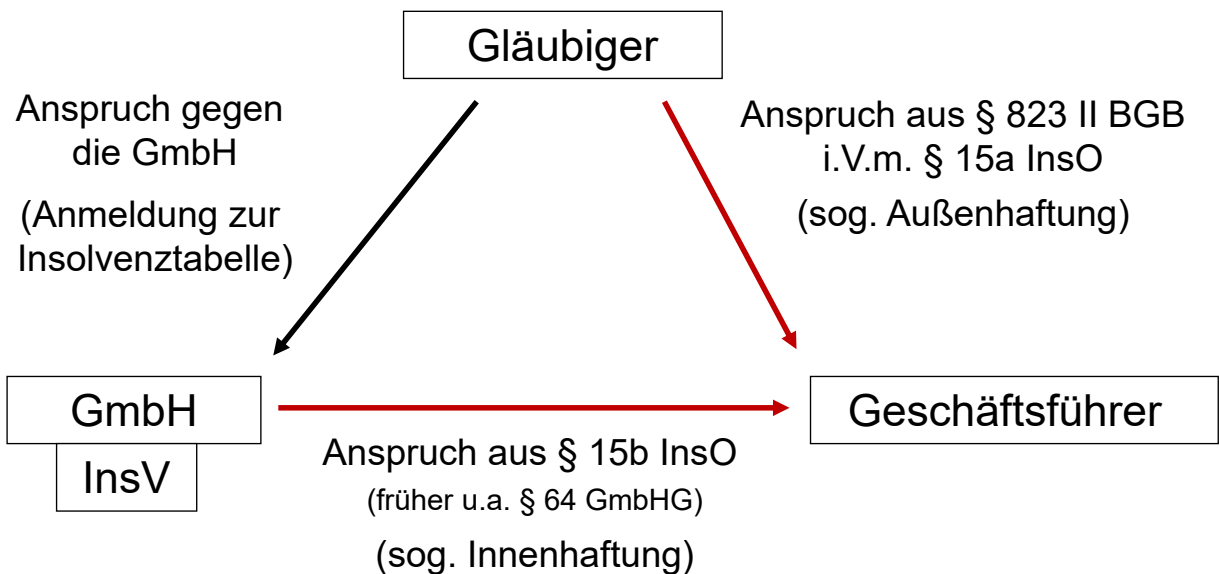 Gläubiger
Anspruch gegen
die GmbH
(Anmeldung zur
Insolvenztabelle)
Anspruch aus § 823 II BGB
i.V.m. § 15a InsO
(sog. Außenhaftung)
GmbH
InsV
Anspruch aus § 15b InsO
(früher u.a. § 64 GmbHG)
(sog. Innenhaftung)
Geschäftsführer